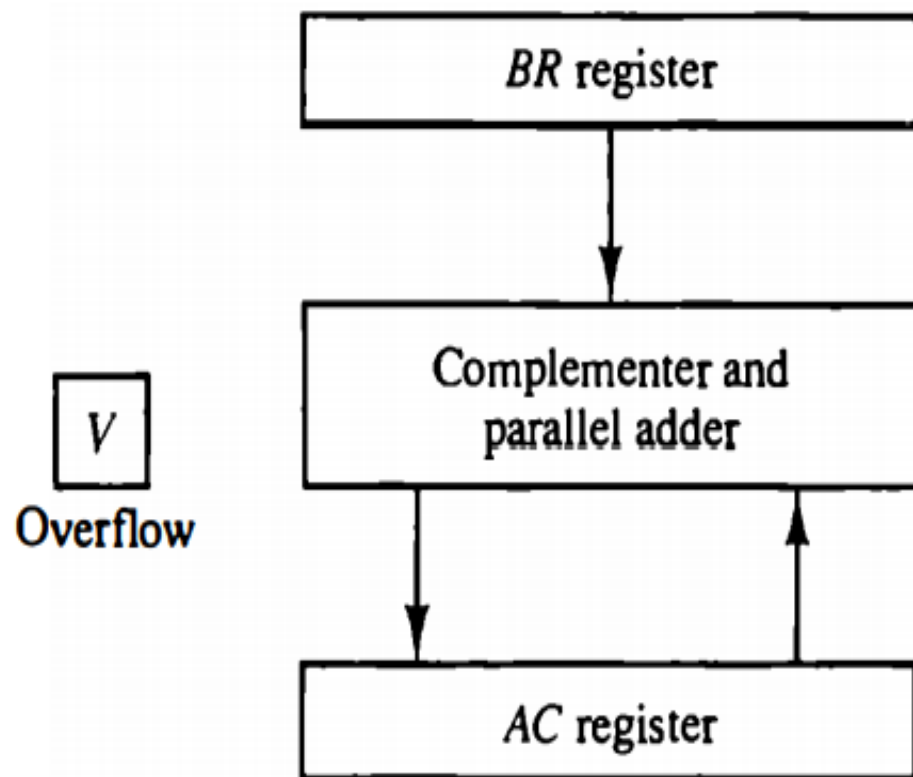 BR register
Complementer and
parallel adder
V
Overflow
AC register